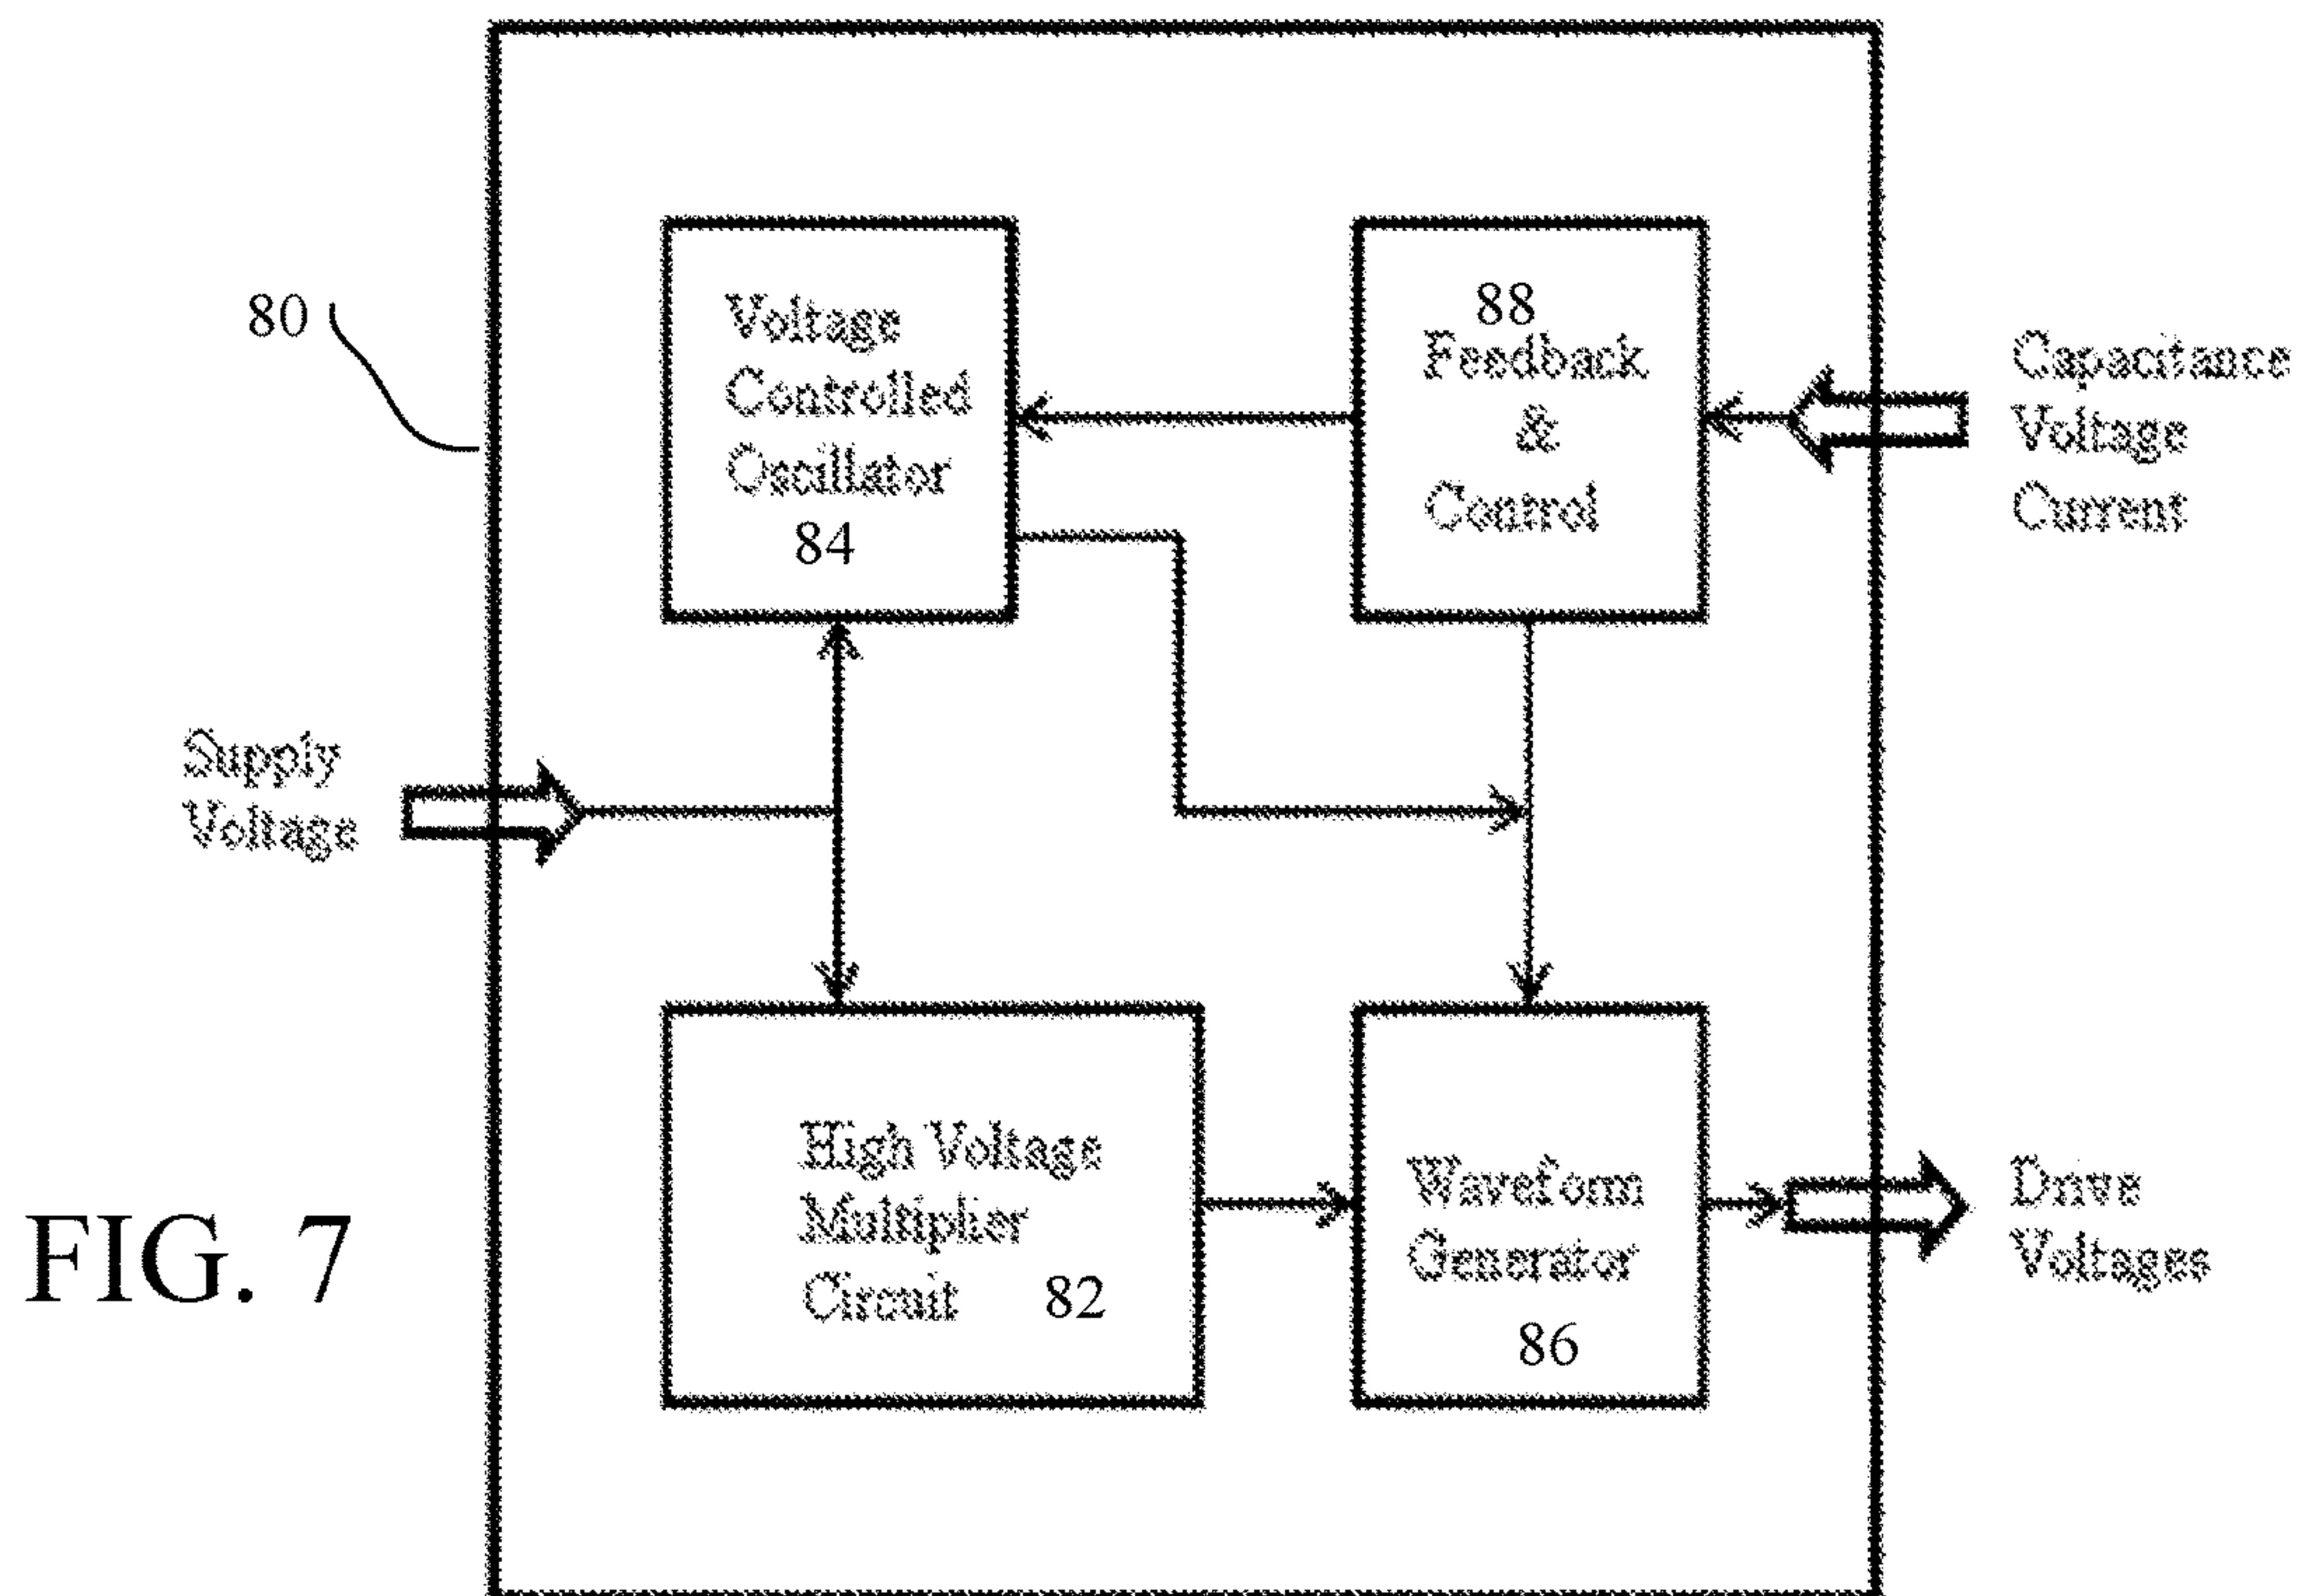 80
Voltage
Controlled
Oscillator
84
88
Feedback
&
Control
Capacitance
Voltage
Current
Supply
Voltage
High Voltage
Multiplier
Circuit 82
Waveform
Generator
86
Drive
Voltages
FIG. 7